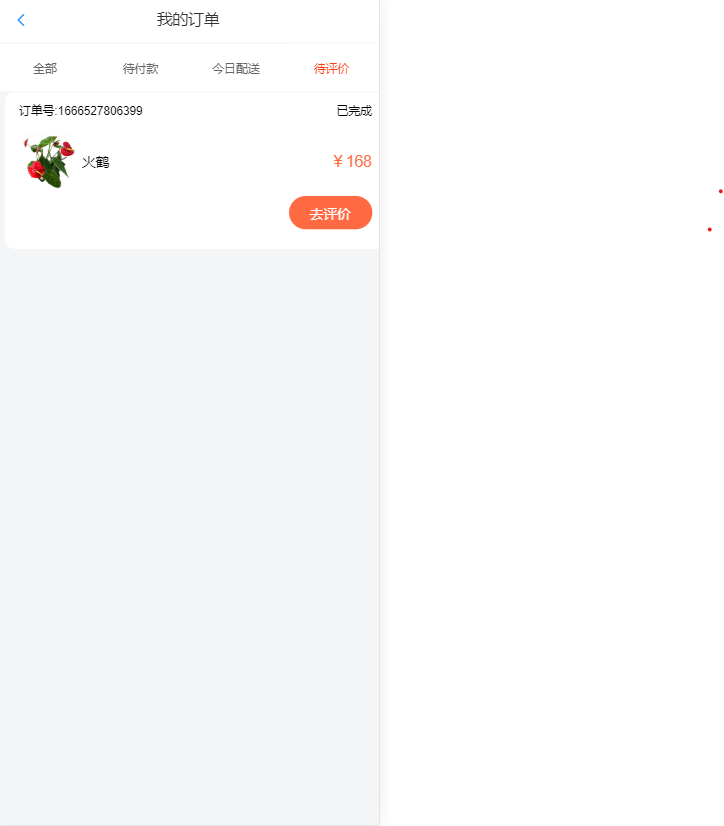 我的订单
全部 待付款 今日配送 待评价
订单号:1666527806399 已完成
火鹤 ¥ 168
去评价